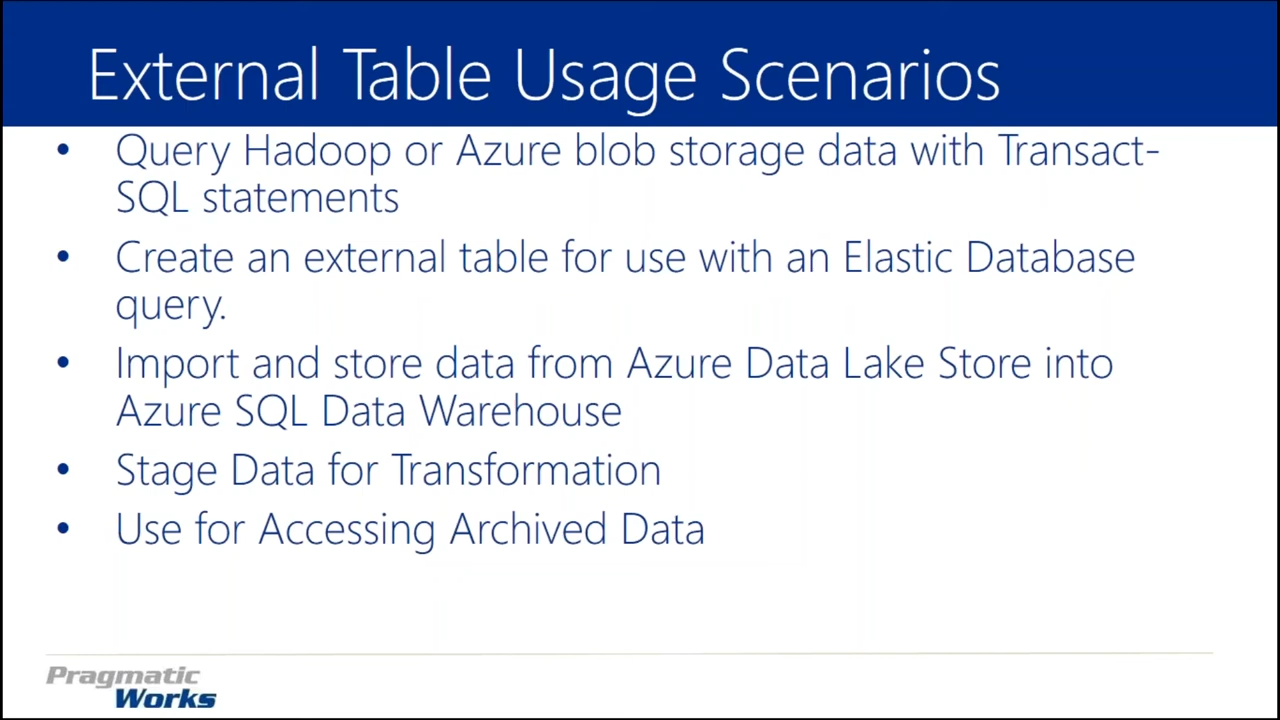 External Table Usage Scenarios
• Query Hadoop or Azure blob storage data with Transact-
SQL statements
• Create an external table for use with an Elastic Database
query.
• Import and store data from Azure Data Lake Store into
Azure SQL Data Warehouse
• Stage Data for Transformation
• Use for Accessing Archived Data
Pragmatic
Works